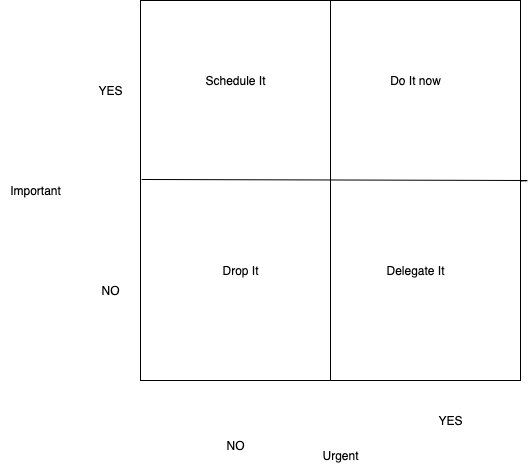 Schedule It
Do It now
YES
Important
Drop It
Delegate It
NO
YES
NO
Urgent